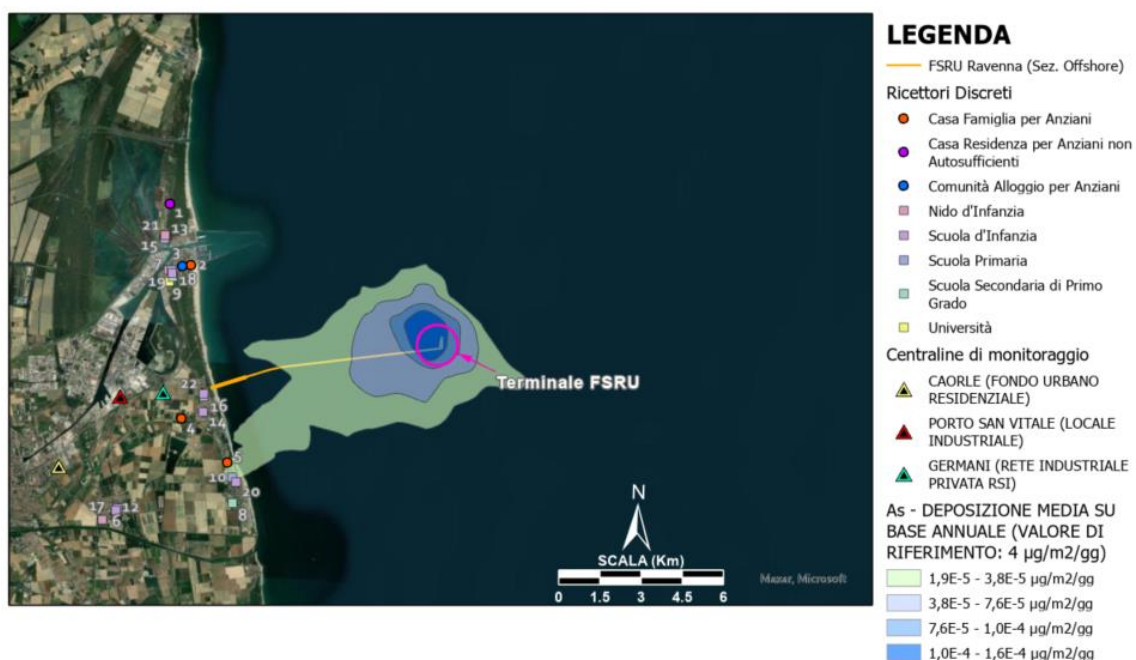 LEGENDA
FSRU Ravenna (Sez. Offshore)
Ricettori Discreti
Casa Famiglia per Anziani
Casa Residenza per Anziani non
Autosufficienti
Comunità Alloggio per Anziani
Nido d'Infanzia
Scuola d'Infanzia
Scuola Primaria
Scuola Secondaria di Primo
Grado
Università
Centraline di monitoraggio
CAORLE (FONDO URBANO
RESIDENZIALE)
PORTO SAN VITALE (LOCALE
INDUSTRIALE)
GERMANI (RETE INDUSTRIALE
PRIVATA RSI)
As - DEPOSIZIONE MEDIA SU
BASE ANNUALE (VALORE DI
RIFERIMENTO: 4 µg/m2/gg)
1,9E-5 - 3,8E-5 µg/m2/gg
3,8E-5 - 7,6E-5 µg/m2/gg
7,6E-5 - 1,0E-4 µg/m2/gg
1,0E-4 - 1,6E-4 µg/m2/gg
1
21 13
15
3
2
7
19 18
9
22
16
14
4
5
10
20
8
17 12
6
Terminale FSRU
N
SCALA (Km)
0 1.5 3 4.5 6
Maxar, Microsoft